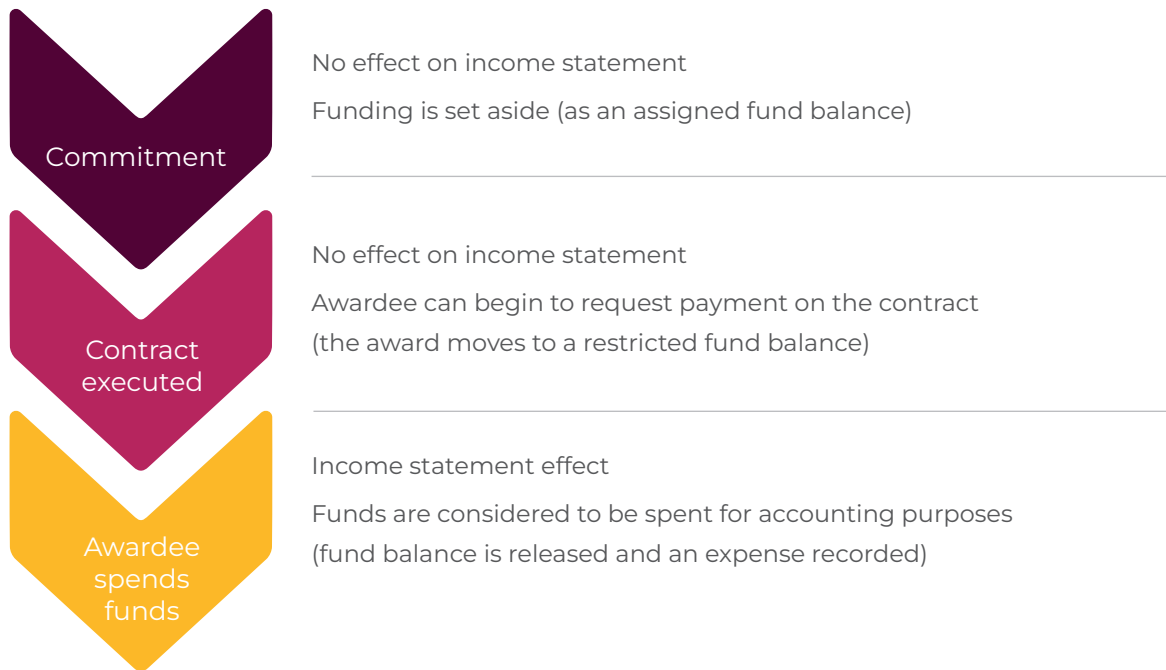 Commitment
No effect on income statement
Funding is set aside (as an assigned fund balance)
Contract
executed
No effect on income statement
Awardee can begin to request payment on the contract
(the award moves to a restricted fund balance)
Awardee
spends
funds
Income statement effect
Funds are considered to be spent for accounting purposes
(fund balance is released and an expense recorded)